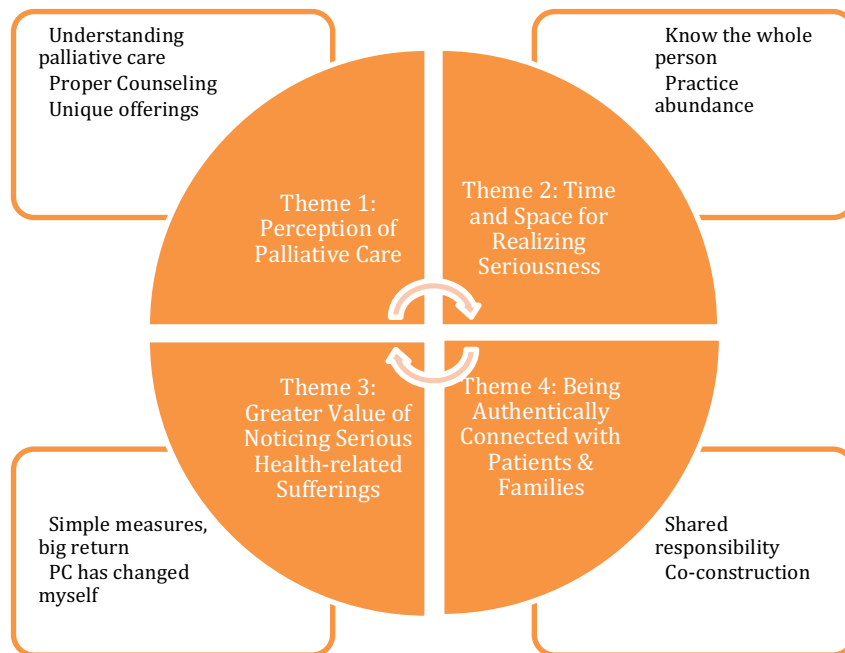 Understanding
palliative care
Proper Counseling
Unique offerings
Know the whole
person
Practice
abundance
Theme 1:
Perception of
Palliative Care
Theme 2: Time
and Space for
Realizing
Seriousness
Theme 3:
Greater Value of
Noticing Serious
Health-related
Sufferings
Theme 4: Being
Authentically
Connected with
Patients &
Families
Simple measures,
big return
PC has changed
myself
Shared
responsibility
Co-construction